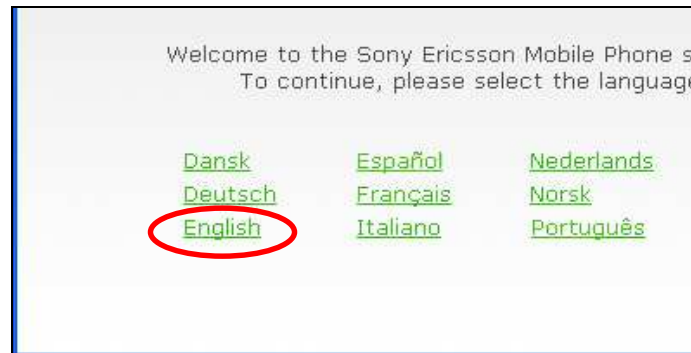 Welcome to the Sony Ericsson Mobile Phone
To continue, please select the language
Dansk Español Nederlands
Deutsch Français Norsk
English Italiano Português